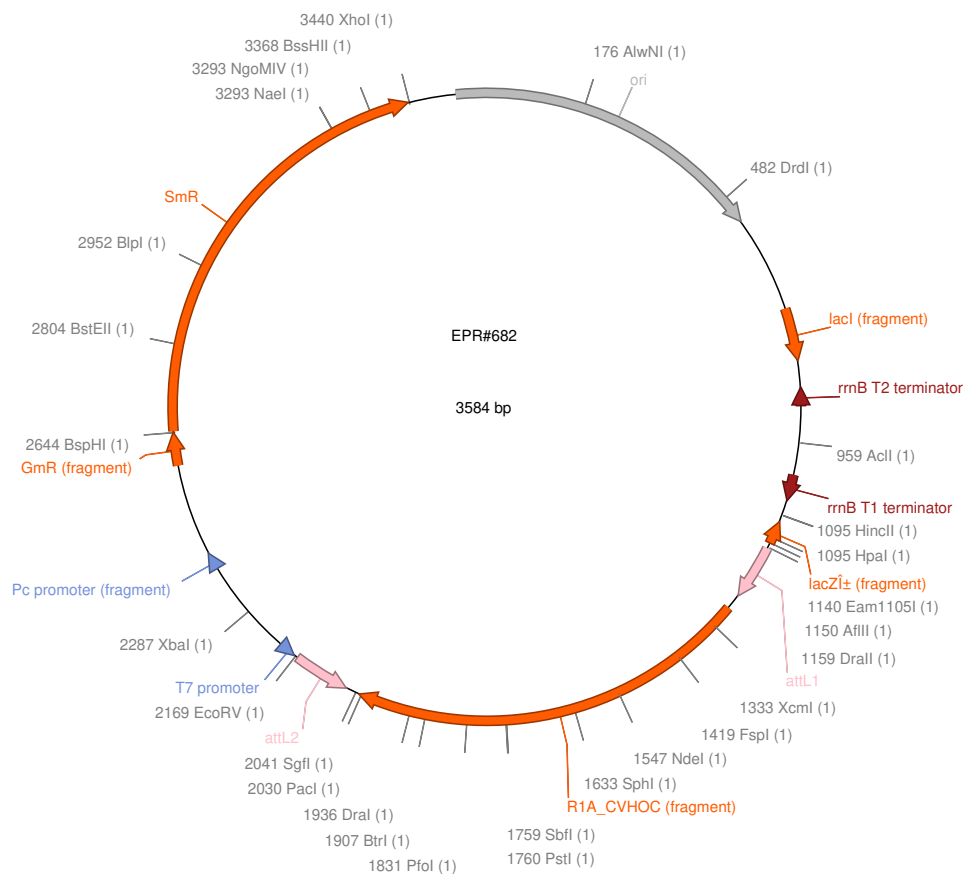 3440 XhoI (1)
3368 BssHII (1)
3293 NgoMIV (1)
3293 NaeI (1)
176 AlwNI (1)
ori
482 DrdI (1)
SmR
2952 BlpI (1)
2804 BstEII (1)
EPR#682
3584 bp
lacI (fragment)
rrnB T2 terminator
2644 BspHI (1)
GmR (fragment)
959 AclI (1)
rrnB T1 terminator
1095 HincII (1)
1095 HpaI (1)
lacZÎ± (fragment)
Pc promoter (fragment)
1140 Eam1105I (1)
1150 AflII (1)
1159 DraII (1)
2287 XbaI (1)
attL1
T7 promoter
2169 EcoRV (1)
1333 XcmI (1)
attL2
1419 FspI (1)
2041 SgfI (1)
1547 NdeI (1)
2030 PacI (1)
1633 SphI (1)
R1A_CVHOC (fragment)
1936 DraI (1)
1759 SbfI (1)
1907 BtrI (1)
1760 PstI (1)
1831 PfoI (1)